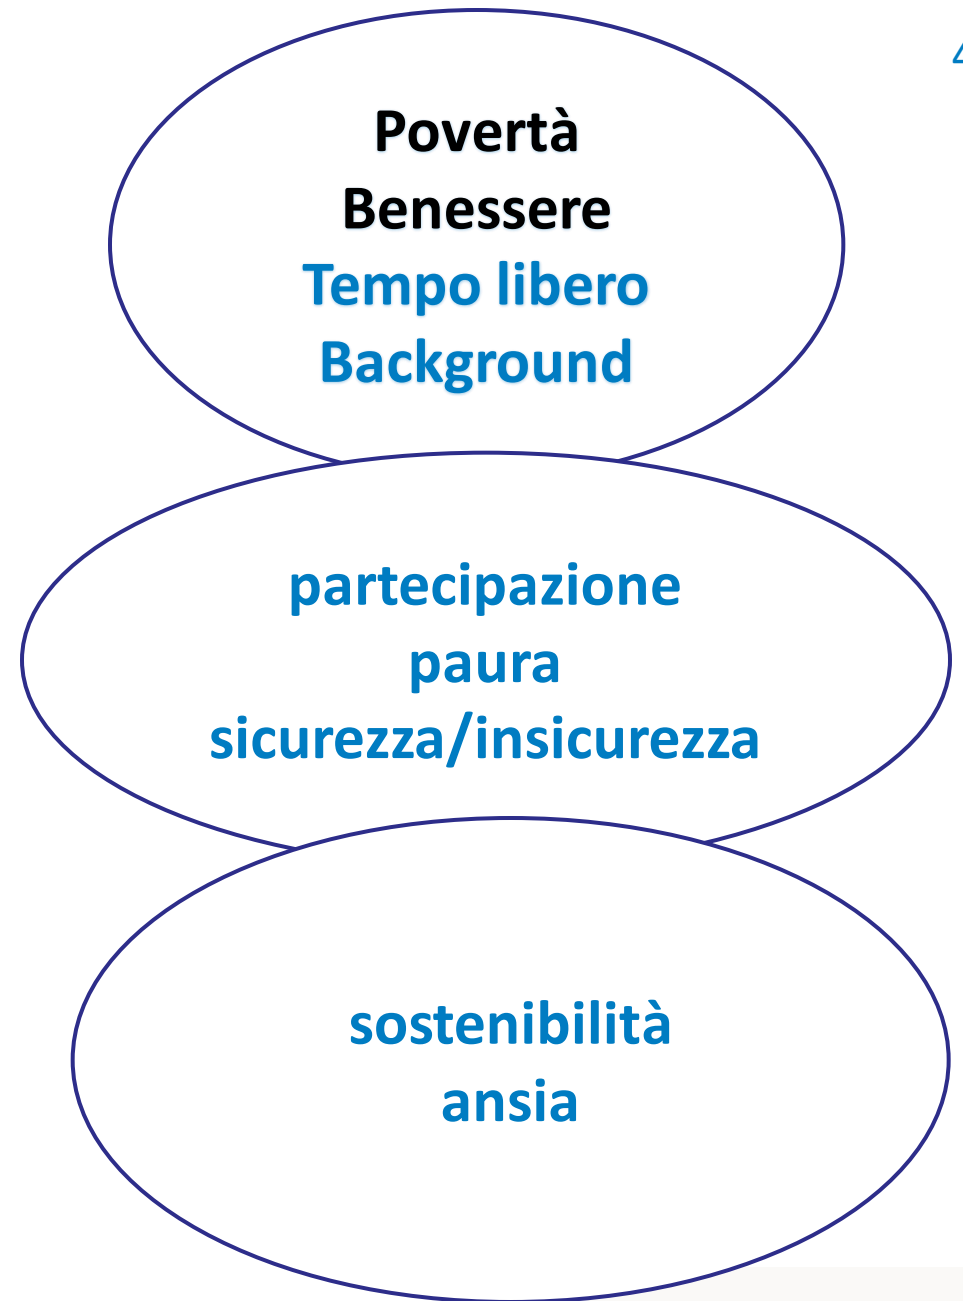 Povertà
Benessere
Tempo libero
Background
partecipazione
paura
sicurezza/insicurezza
sostenibilità
ansia